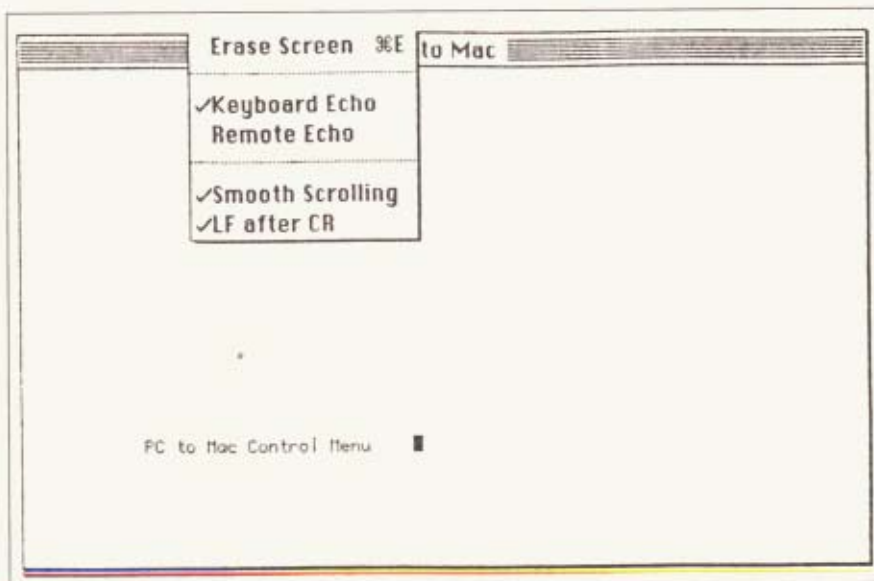 Erase Screen ⌘E
to Mac
✓Keyboard Echo
Remote Echo
✓Smooth Scrolling
✓LF after CR
PC to Mac Control Menu